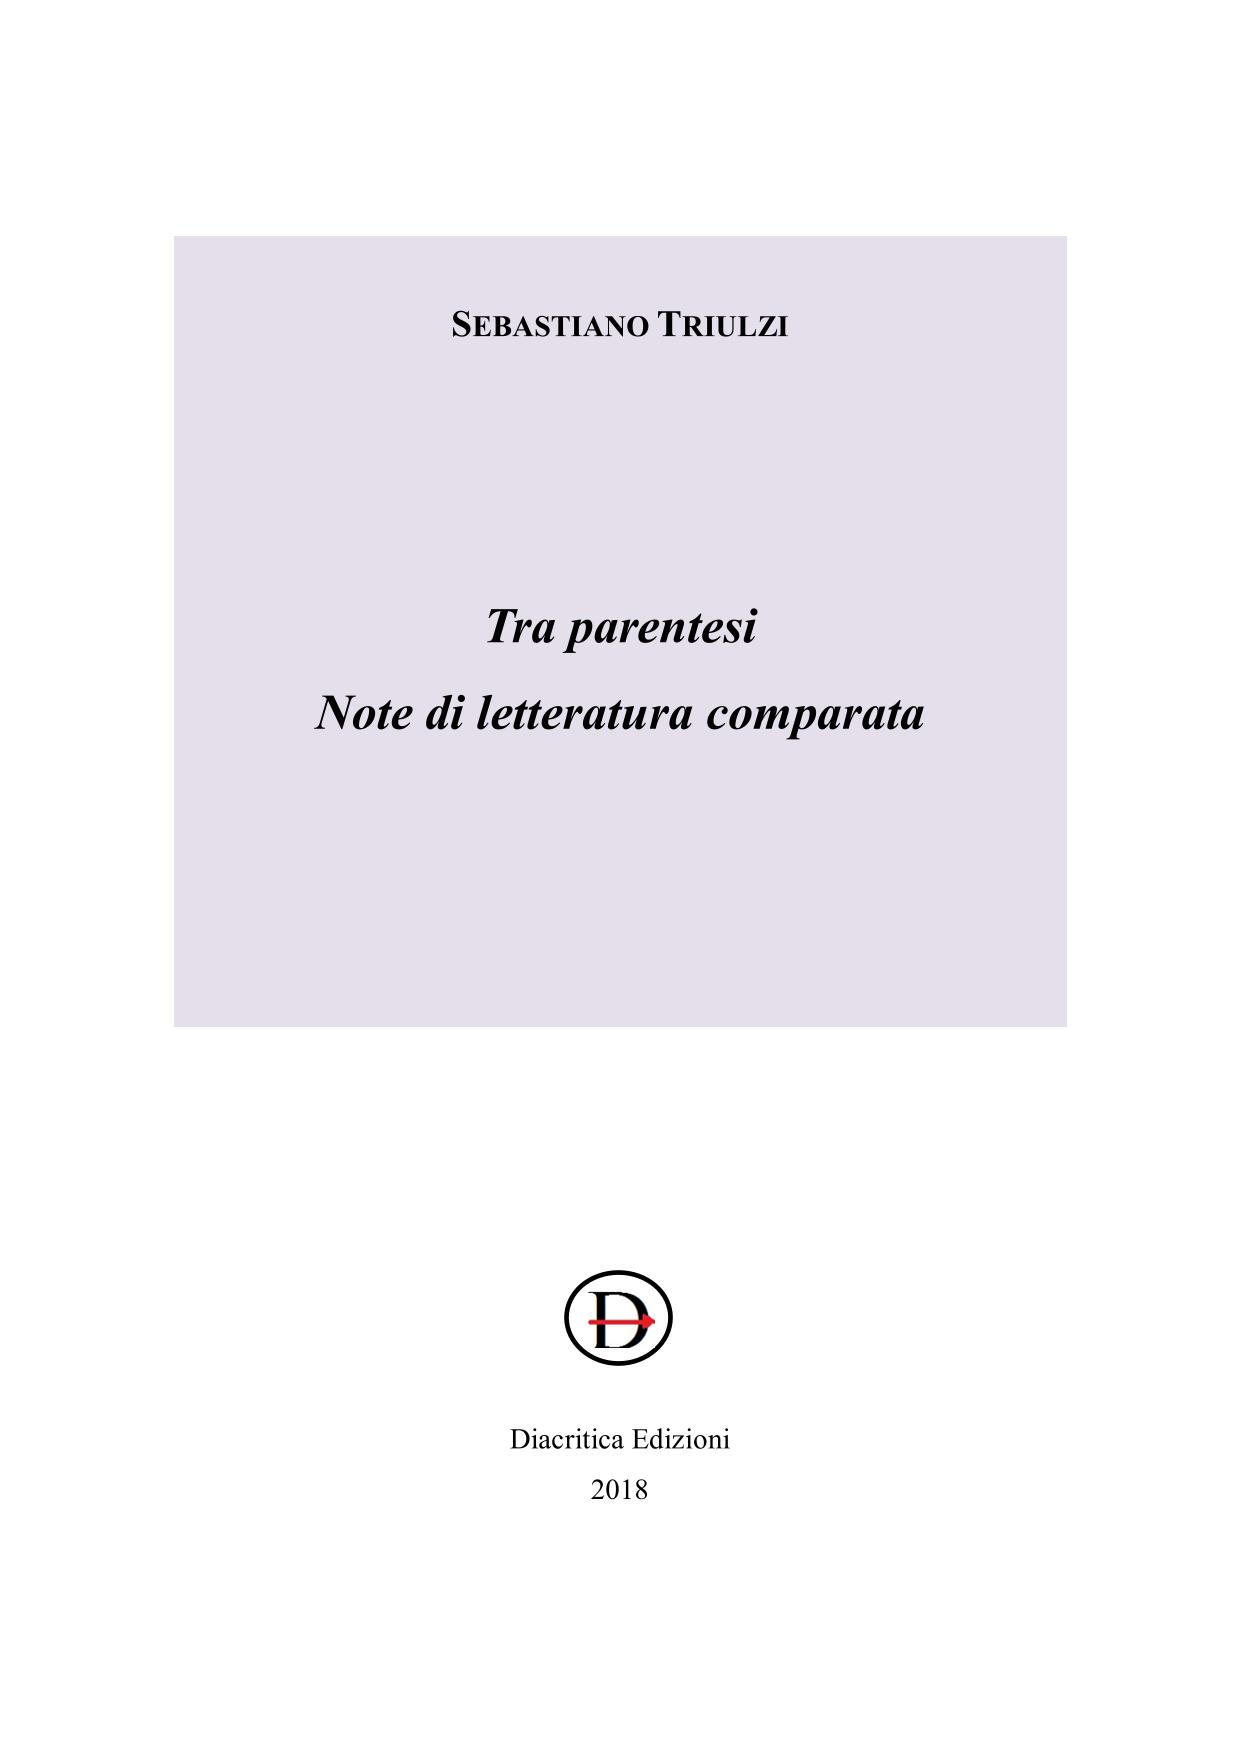 SEBASTIANO TRIULZI
Tra parentesi
Note di letteratura comparata
D
Diacritica Edizioni
2018